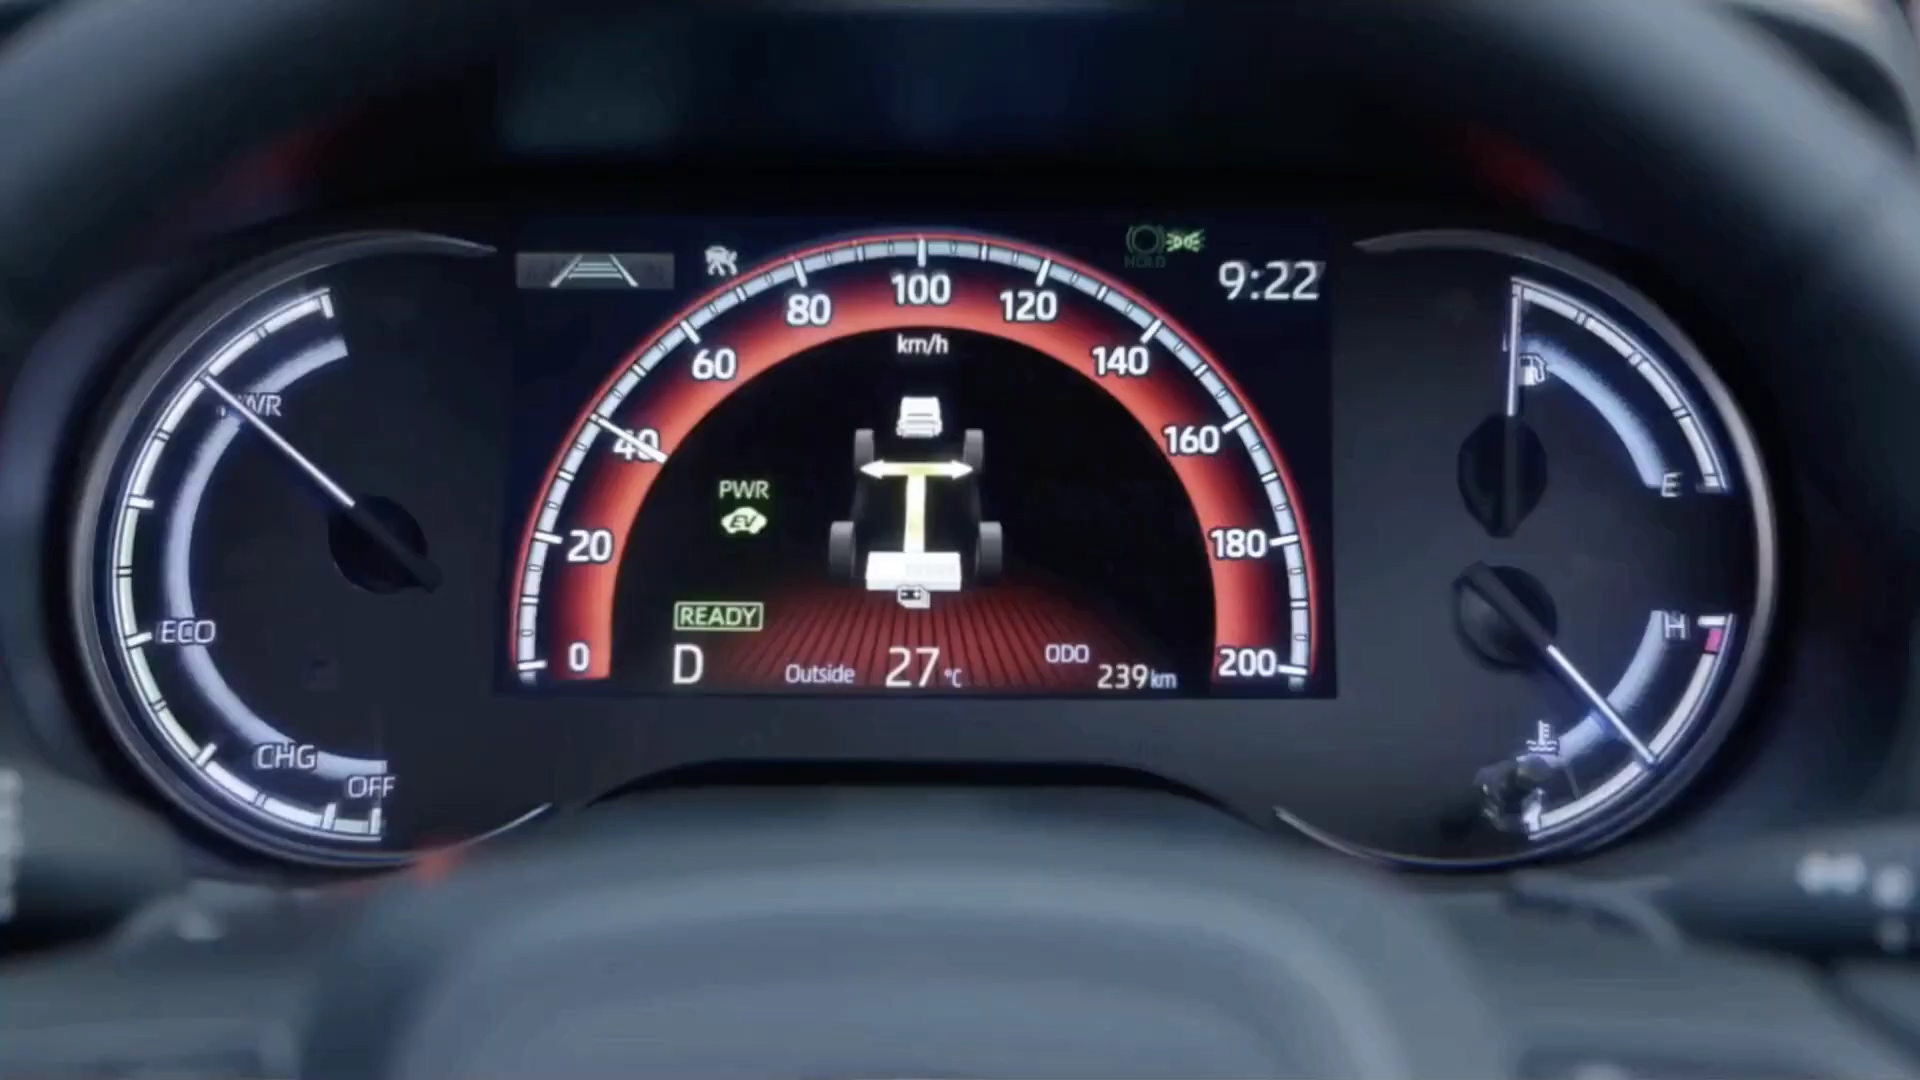 HOLD
9:22
80
100
120
60
km/h
140
PWR
40
160
PWR
EV
E
20
180
READY
ECO
H
0
D
Outside
27 °C
ODO
239 km
200
CHG
OFF